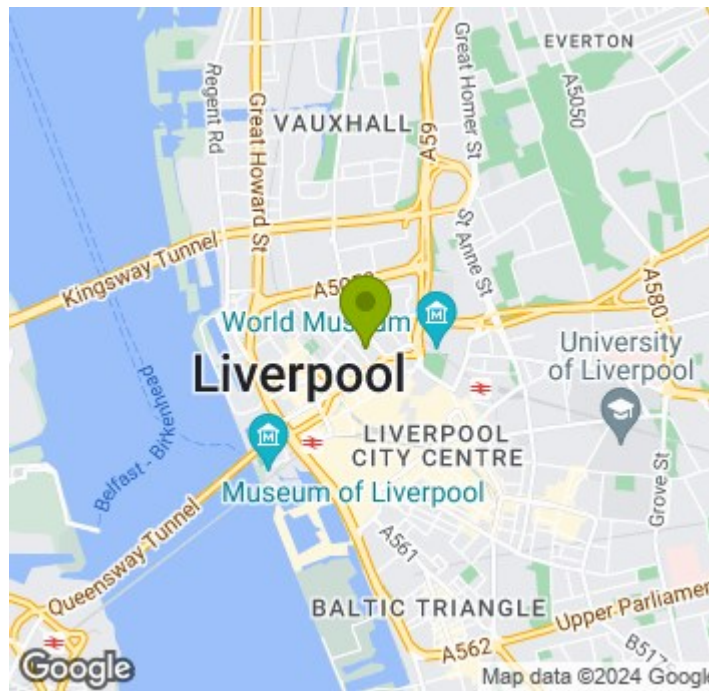 EVERTON
Great Homer St
A5050
Regent Rd
Great Howard St
VAUXHALL
A59
St Anne St
Kingsway Tunnel
A580
World Museum
University
of Liverpool
Liverpool
Belfast - Birkenhead
LIVERPOOL
CITY CENTRE
Museum of Liverpool
Grove St
Queensway Tunnel
A561
BALTIC TRIANGLE
Upper Parliamen
A562
B517
Google
Map data ©2024 Google